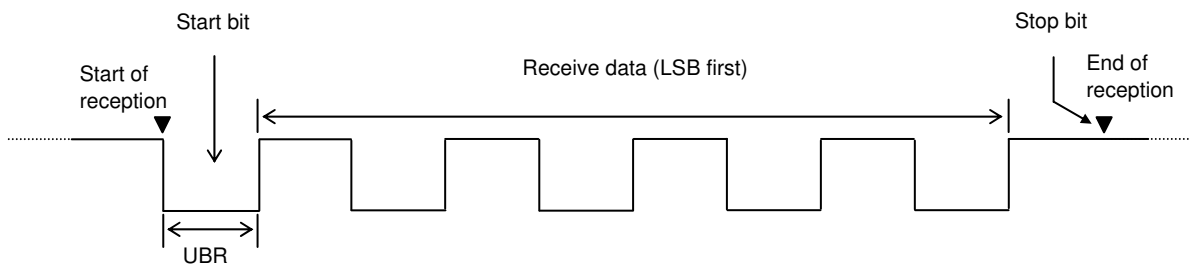 Start bit
Stop bit
Receive data (LSB first)
Start of
reception
End of
reception
UBR